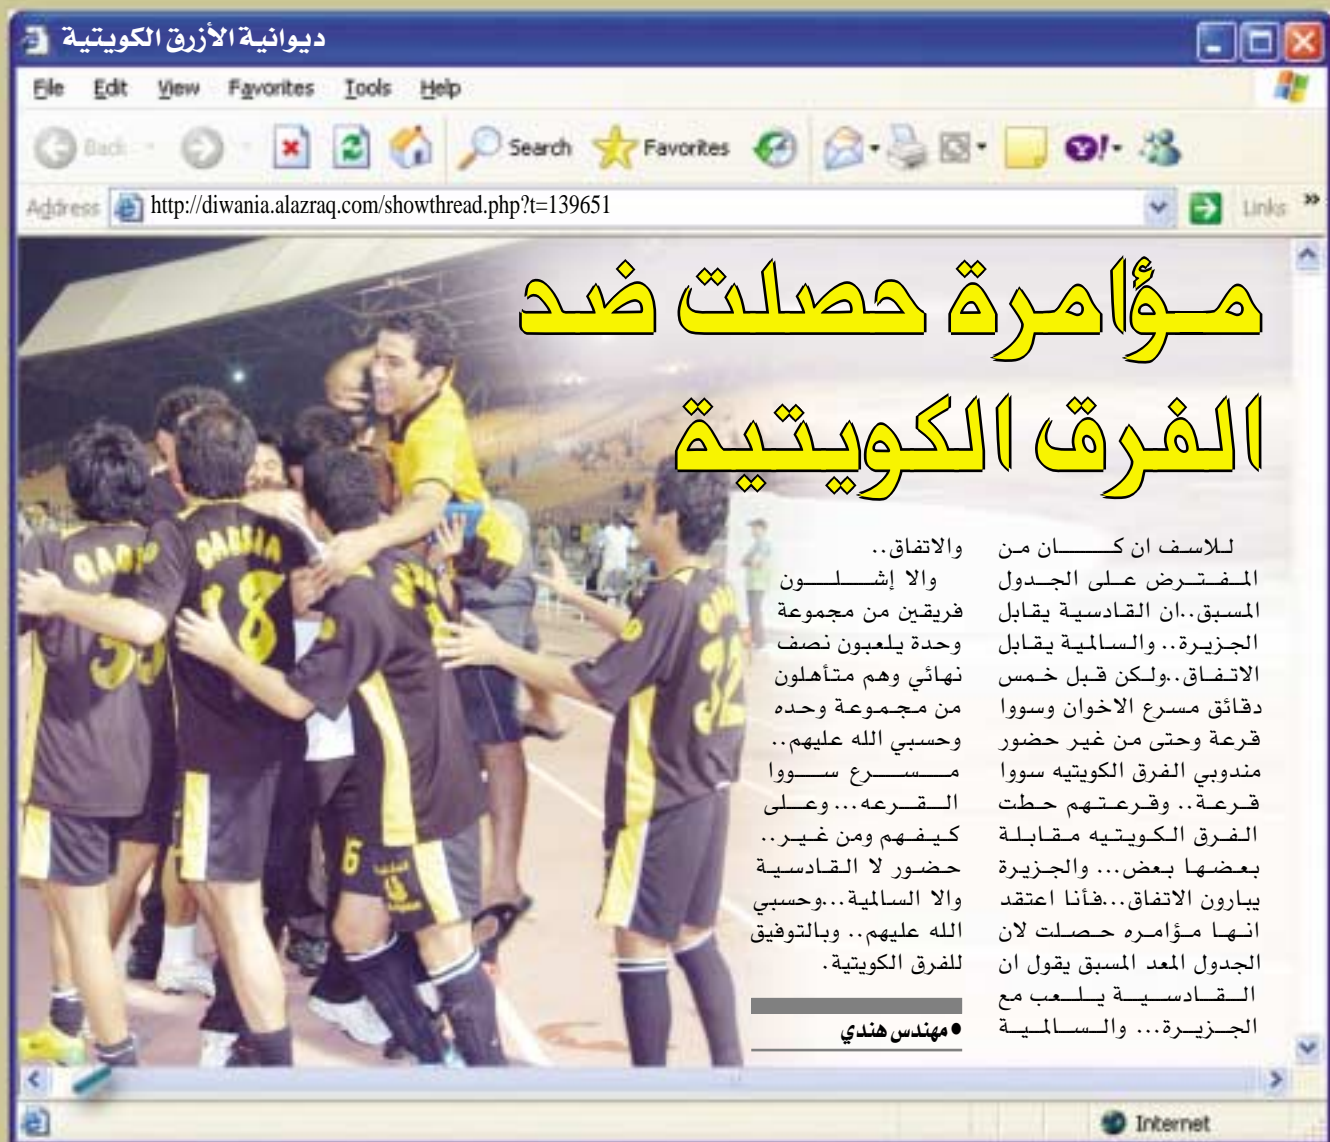 ديوانية الأزرق الكويتية
File Edit View Favorites Tools Help
Back Search Favorites
Address http://diwania.alazraq.com/showthread.php?t=139651 Links
مؤامرة حصلت ضد
الفرق الكويتية
للاسف ان كان من
المفترض على الجدول
المسبق..ان القادسية يقابل
الجزيرة.. والسالمية يقابل
الاتفاق..ولكن قبل خمس
دقائق مسرع الاخوان وسووا
قرعة وحتى من غير حضور
مندوبي الفرق الكويتيه سووا
قرعة.. وقرعتهم حطت
الفرق الكويتيه مقابلة
بعضها بعض... والجزيرة
يبارون الاتفاق...فأنا اعتقد
انها مؤامره حصلت لان
الجدول المعد المسبق يقول ان
القادسية يلعب مع
الجزيرة... والسالمية
والاتفاق..
والا إشلون
فريقين من مجموعة
وحدة يلعبون نصف
نهائي وهم متأهلون
من مجموعة وحده
وحسبي الله عليهم..
مسرع سووا
القرعه... وعلى
كيفهم ومن غير..
حضور لا القادسية
والا السالمية...وحسبي
الله عليهم.. وبالتوفيق
للفرق الكويتية.
● مهندس هندي
QADSIA
18
32
6
Internet